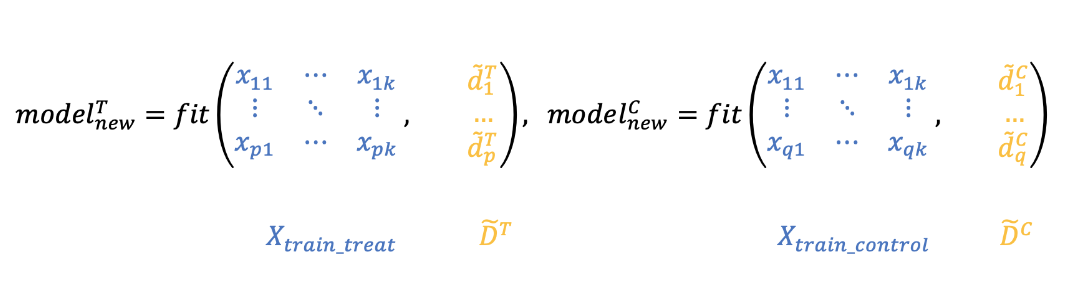 model^T_new = fit( x_11 ⋯ x_1k d̃^T_1
⋮ ⋱ ⋮ , …
x_p1 ⋯ x_pk d̃^T_p ), model^C_new = fit( x_11 ⋯ x_1k d̃^C_1
⋮ ⋱ ⋮ , …
x_q1 ⋯ x_qk d̃^C_q )
X_train_treat D̃^T X_train_control D̃^C